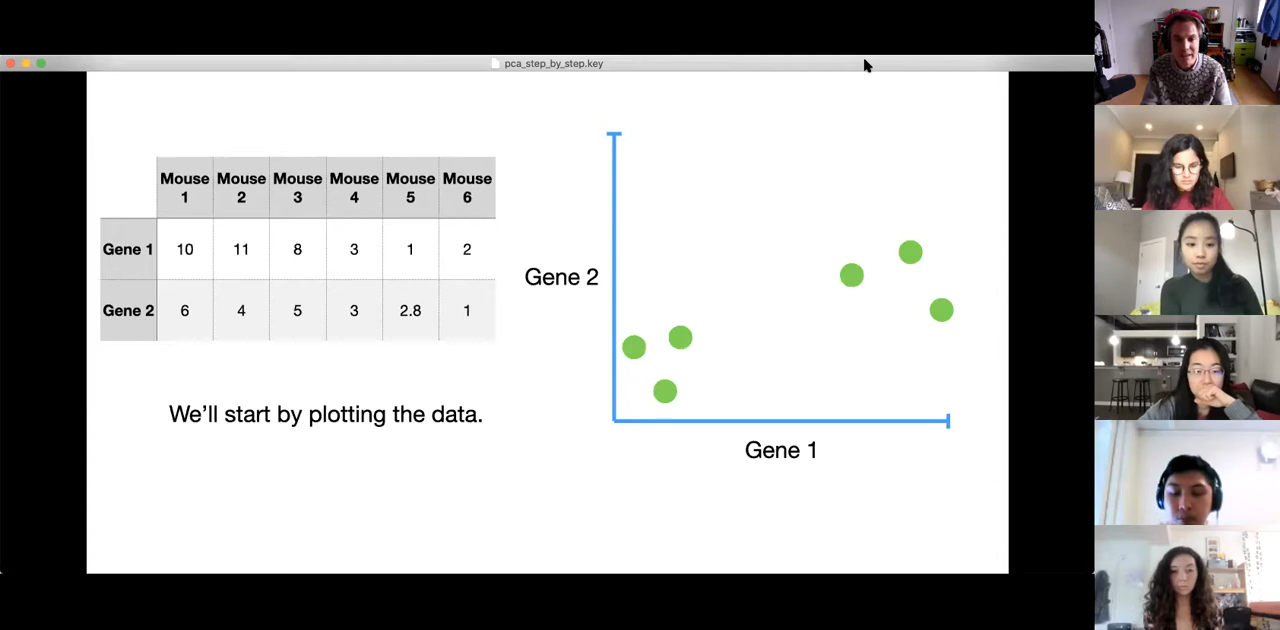 pca_step_by_step.key
Mouse 1 Mouse 2 Mouse 3 Mouse 4 Mouse 5 Mouse 6
Gene 1 10 11 8 3 1 2
Gene 2 6 4 5 3 2.8 1
We'll start by plotting the data.
Gene 2
Gene 1